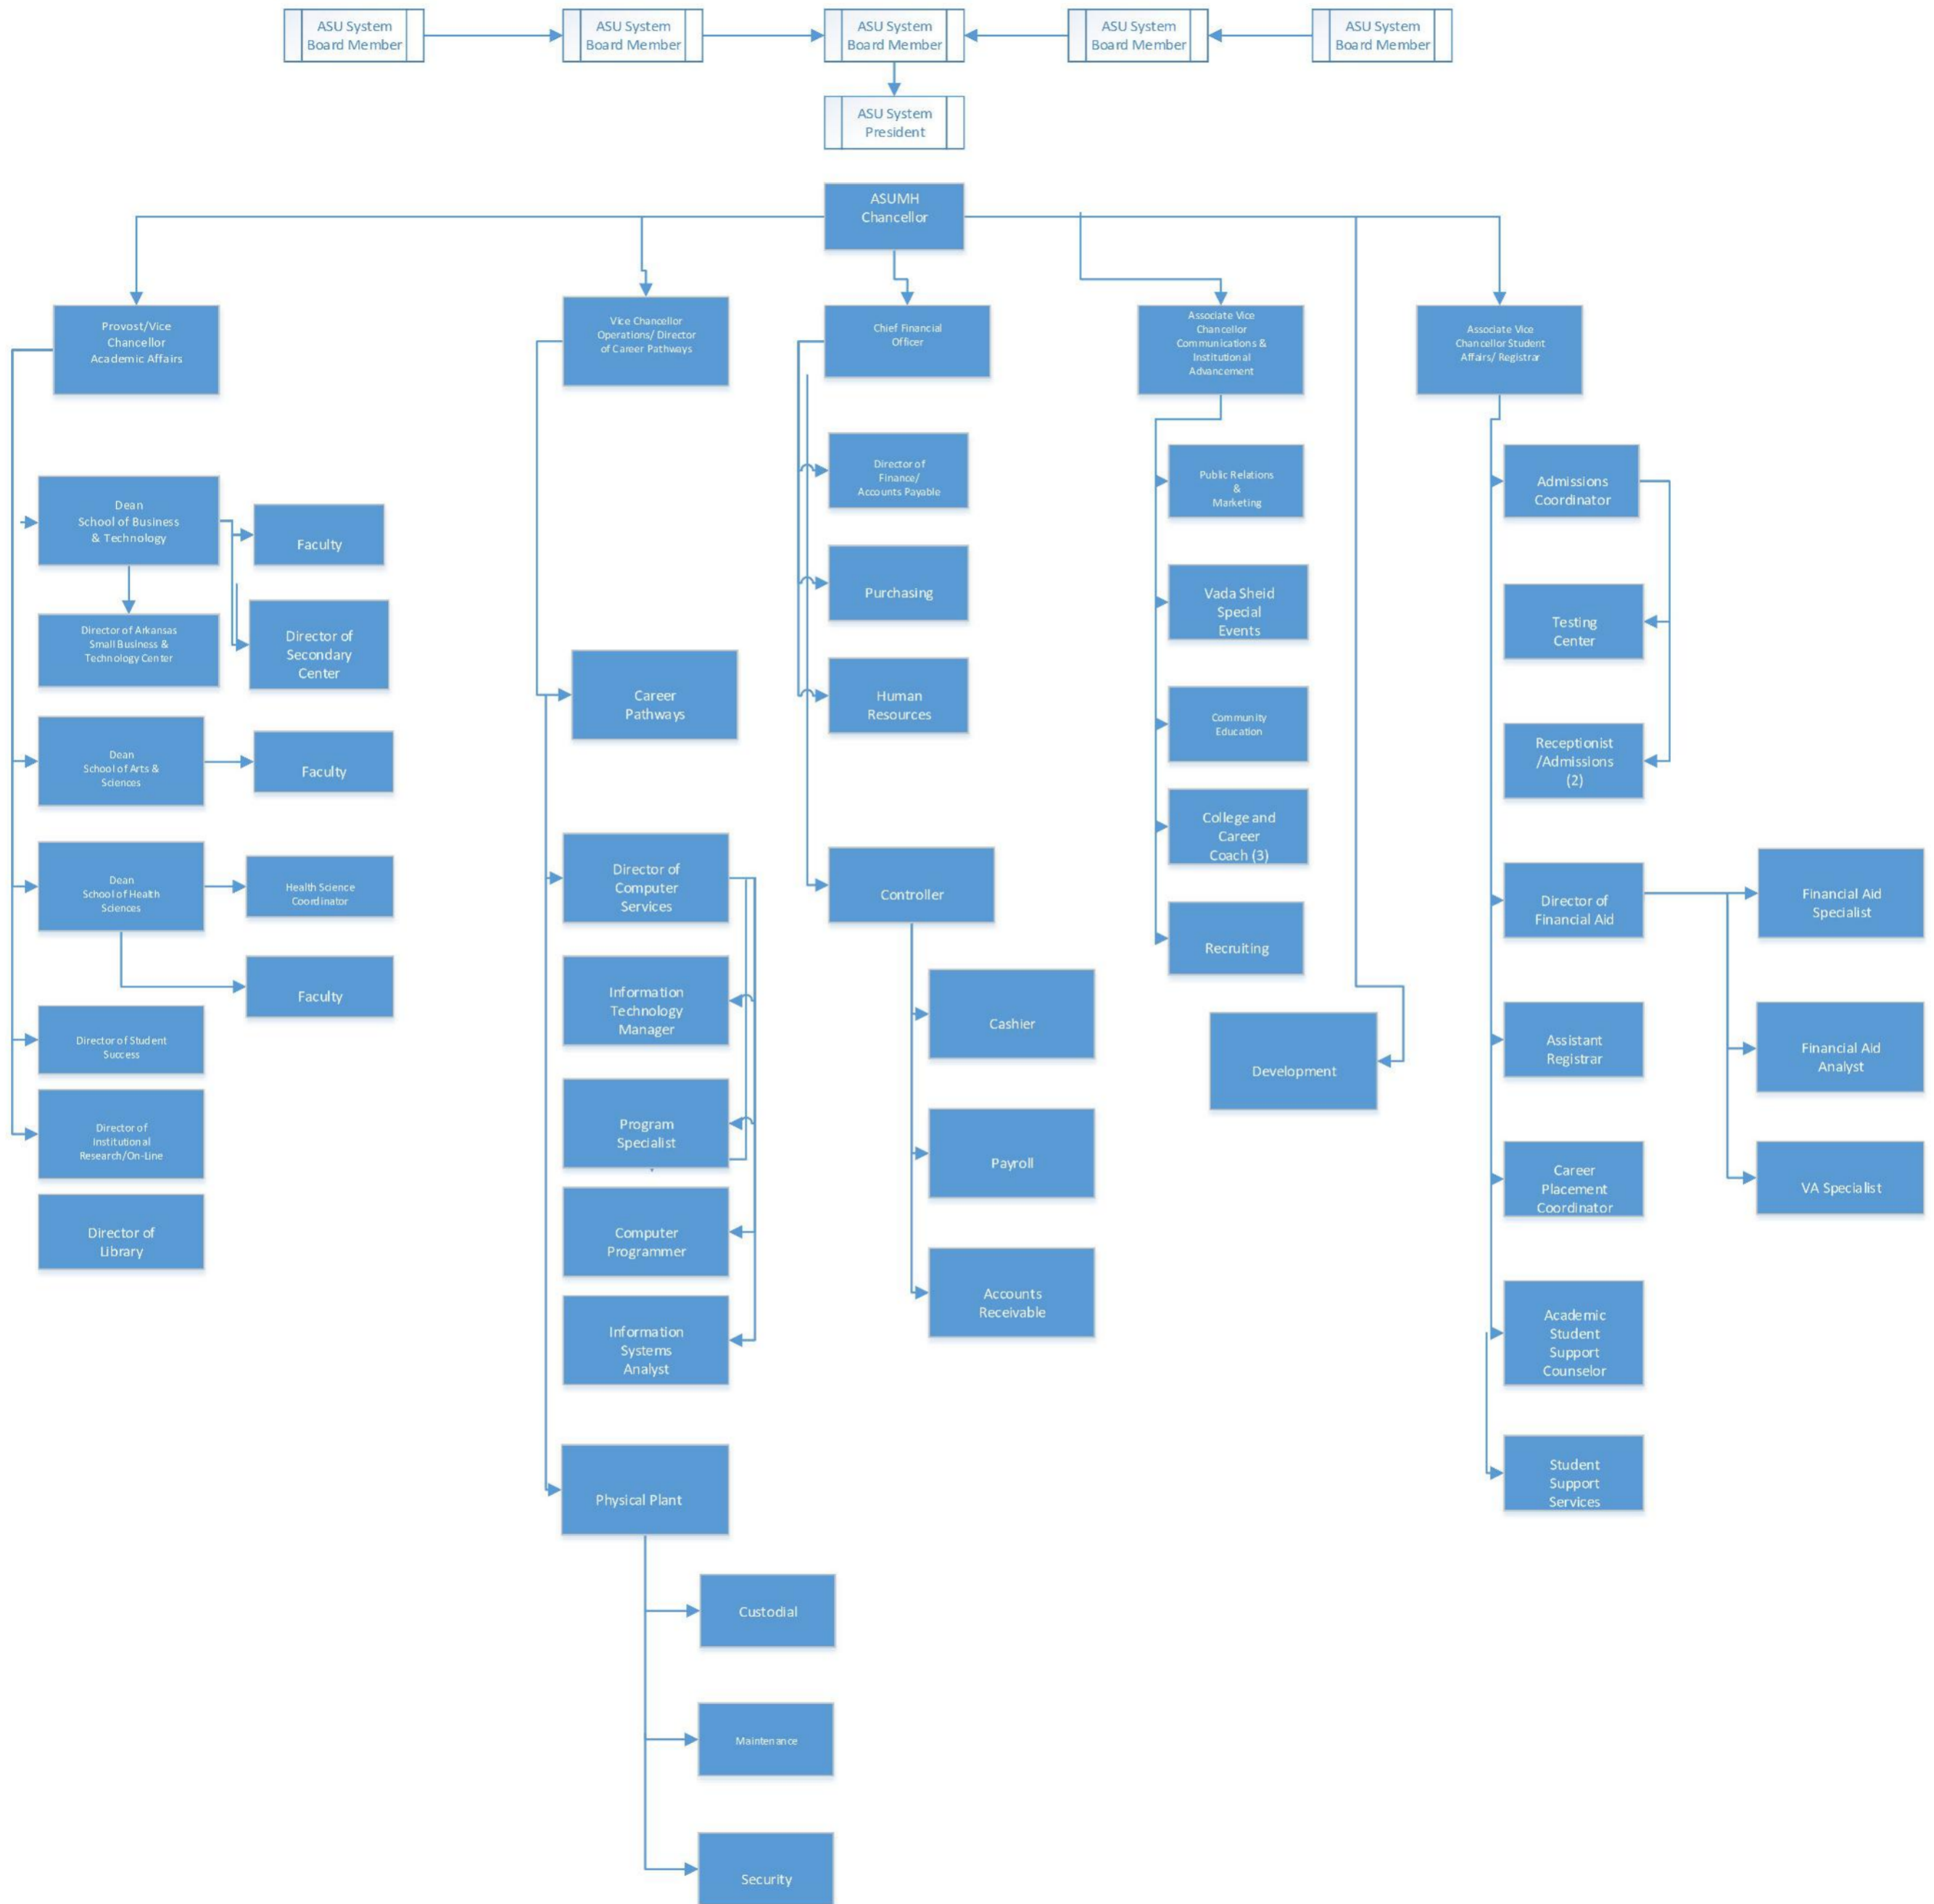 ASU System
Board Member
ASU System
Board Member
ASU System
Board Member
ASU System
Board Member
ASU System
Board Member
ASU System
President
ASUMH
Chancellor
Provost/Vice
Chancellor
Academic Affairs
Vice Chancellor
Operations/ Director
of Career Pathways
Chief Financial
Officer
Associate Vice
Chancellor
Communications &
Institutional
Advancement
Associate Vice
Chancellor Student
Affairs/ Registrar
Dean
School of Business
& Technology
Faculty
Director of Arkansas
Small Business &
Technology Center
Director of
Secondary
Center
Dean
School of Arts &
Sciences
Faculty
Dean
School of Health
Sciences
Health Science
Coordinator
Faculty
Director of Student
Success
Director of
Institutional
Research/On-Line
Director of
Library
Career
Pathways
Director of
Computer
Services
Information
Technology
Manager
Program
Specialist
Computer
Programmer
Information
Systems
Analyst
Physical Plant
Custodial
Maintenance
Security
Director of
Finance/
Accounts Payable
Purchasing
Human
Resources
Controller
Cashier
Payroll
Accounts
Receivable
Public Relations
&
Marketing
Vada Sheid
Special
Events
Community
Education
College and
Career
Coach (3)
Recruiting
Development
Admissions
Coordinator
Testing
Center
Receptionist
/Admissions
(2)
Director of
Financial Aid
Financial Aid
Specialist
Financial Aid
Analyst
VA Specialist
Assistant
Registrar
Career
Placement
Coordinator
Academic
Student
Support
Counselor
Student
Support
Services